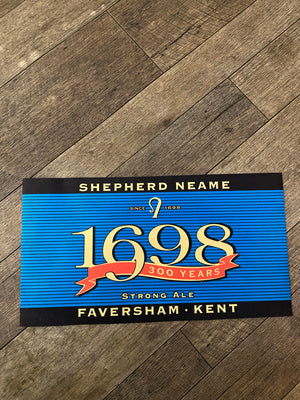 SHEPHERD NEAME
SINCE 1698
1698
300 YEARS
STRONG ALE
FAVERSHAM · KENT